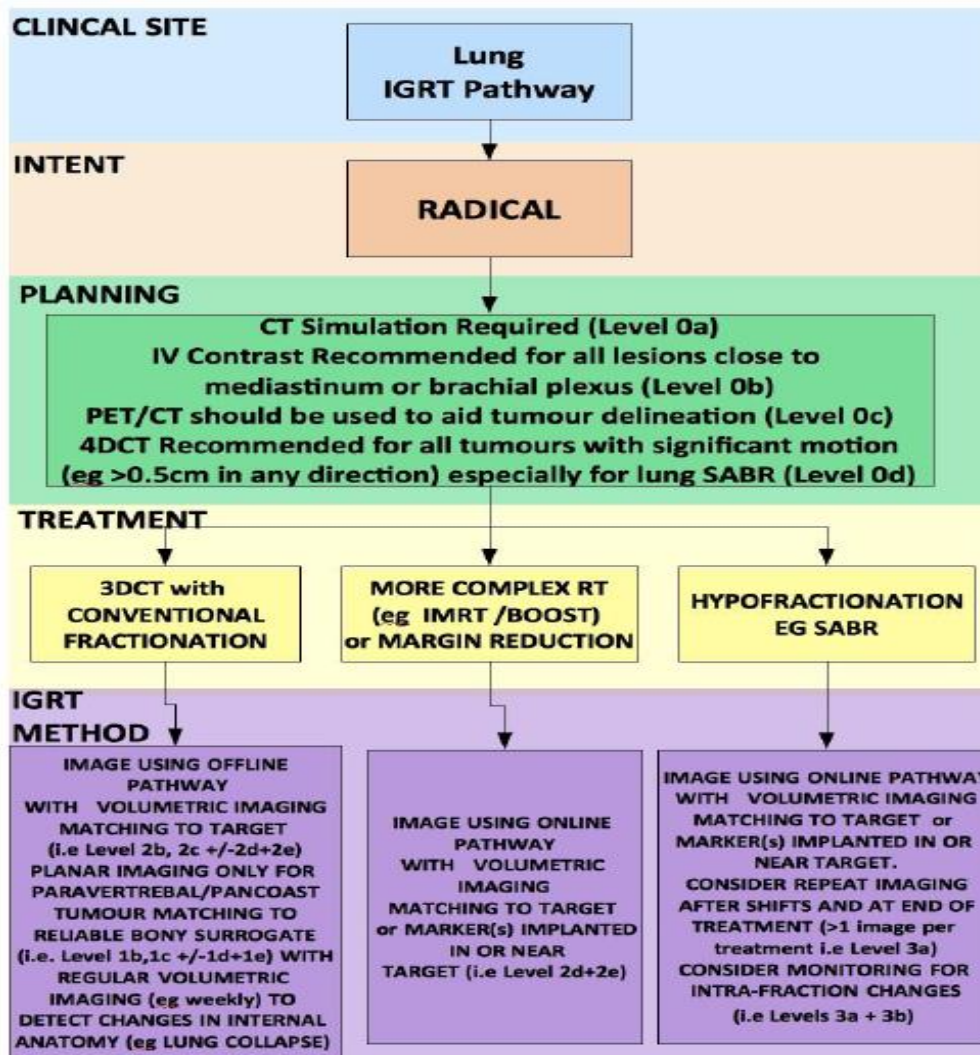 CLINCAL SITE
Lung
IGRT Pathway
INTENT
RADICAL
PLANNING
CT Simulation Required (Level 0a)
IV Contrast Recommended for all lesions close to
mediastinum or brachial plexus (Level 0b)
PET/CT should be used to aid tumour delineation (Level 0c)
4DCT Recommended for all tumours with significant motion
(eg >0.5cm in any direction) especially for lung SABR (Level 0d)
TREATMENT
3DCT with
CONVENTIONAL
FRACTIONATION
MORE COMPLEX RT
(eg IMRT /BOOST)
or MARGIN REDUCTION
HYPOFRACTIONATION
EG SABR
IGRT
METHOD
IMAGE USING OFFLINE
PATHWAY
WITH VOLUMETRIC IMAGING
MATCHING TO TARGET
(i.e Level 2b, 2c +/-2d+2e)
PLANAR IMAGING ONLY FOR
PARAVERTREBAL/PANCOAST
TUMOUR MATCHING TO
RELIABLE BONY SURROGATE
(i.e. Level 1b,1c +/-1d+1e) WITH
REGULAR VOLUMETRIC
IMAGING (eg weekly) TO
DETECT CHANGES IN INTERNAL
ANATOMY (eg LUNG COLLAPSE)
IMAGE USING ONLINE
PATHWAY
WITH VOLUMETRIC
IMAGING
MATCHING TO TARGET
or MARKER(s) IMPLANTED
IN OR NEAR
TARGET (i.e Level 2d+2e)
IMAGE USING ONLINE PATHWAY
WITH VOLUMETRIC IMAGING
MATCHING TO TARGET or
MARKER(s) IMPLANTED IN OR
NEAR TARGET.
CONSIDER REPEAT IMAGING
AFTER SHIFTS AND AT END OF
TREATMENT (>1 image per
treatment i.e Level 3a)
CONSIDER MONITORING FOR
INTRA-FRACTION CHANGES
(i.e Levels 3a + 3b)